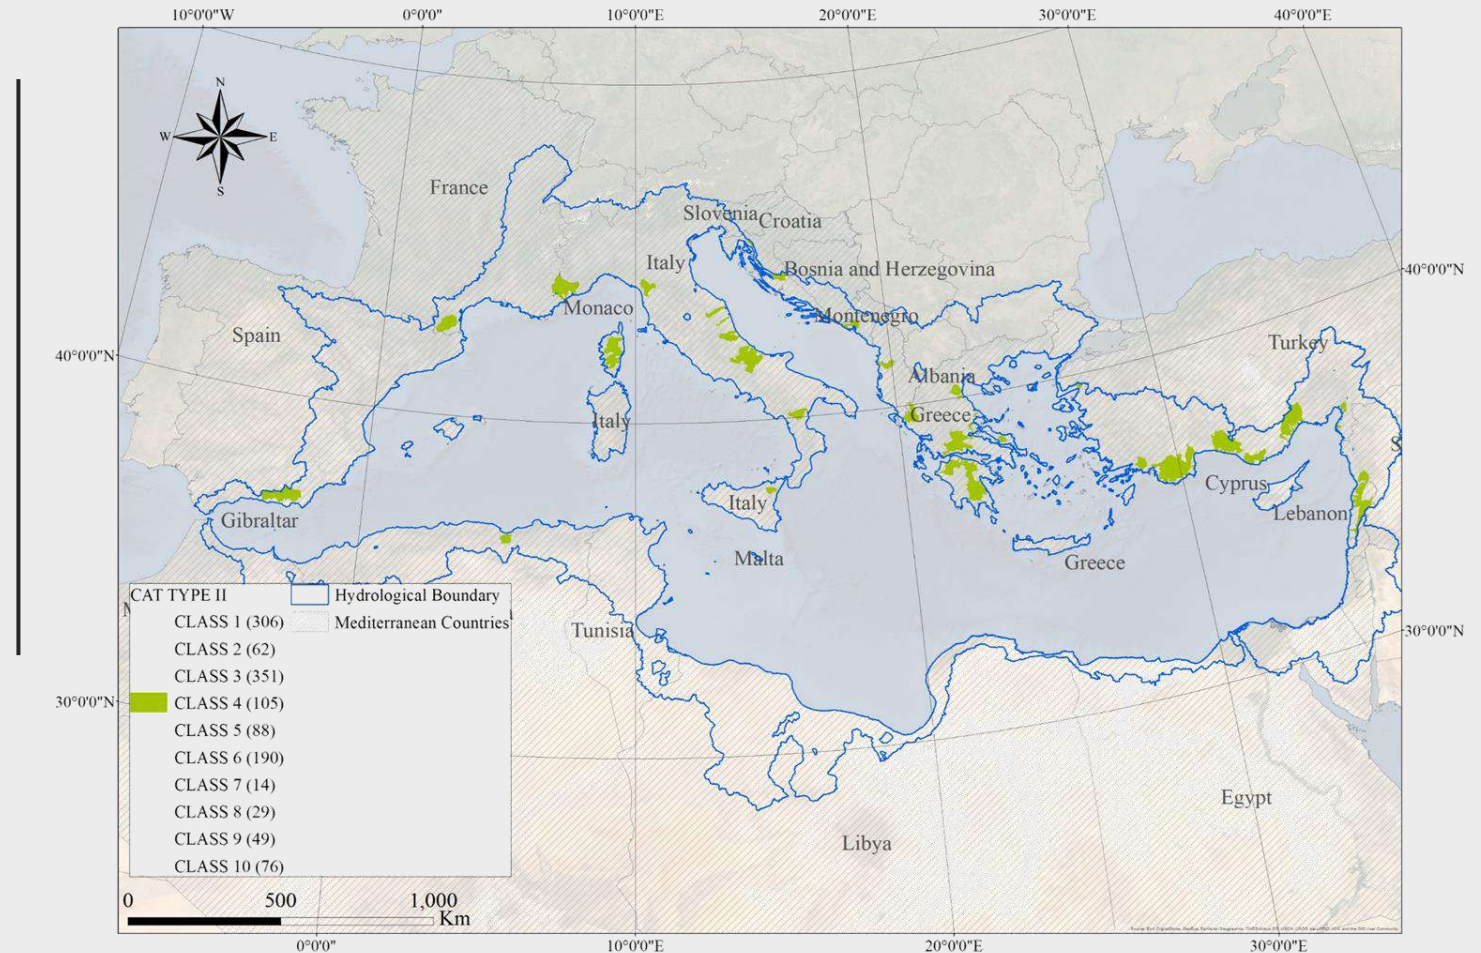 10°0'0"W 0°0'0" 10°0'0"E 20°0'0"E 30°0'0"E 40°0'0"E
N
W E
S
France
Slovenia Croatia
Italy
Bosnia and Herzegovina
40°0'0"N
Monaco
Montenegro
Spain
Turkey
40°0'0"N
Albania
Greece
Italy
Cyprus
Italy
Gibraltar
Lebanon
S
Malta
Greece
M
CAT TYPE II
Hydrological Boundary
CLASS 1 (306)
Mediterranean Countries
Tunisia
30°0'0"N
CLASS 2 (62)
CLASS 3 (351)
30°0'0"N
CLASS 4 (105)
CLASS 5 (88)
CLASS 6 (190)
CLASS 7 (14)
CLASS 8 (29)
CLASS 9 (49)
CLASS 10 (76)
Egypt
Libya
0 500 1,000
Km
0°0'0" 10°0'0"E 20°0'0"E 30°0'0"E